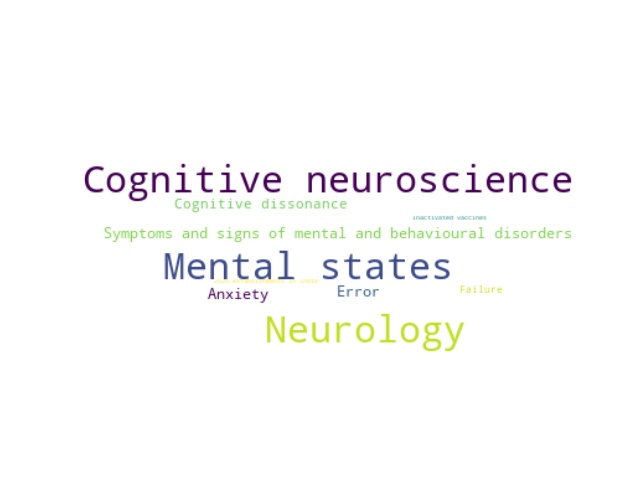 Cognitive neuroscience
Cognitive dissonance
inactivated vaccines
Symptoms and signs of mental and behavioural disorders
Mental states
Anxiety
Error
Failure
Neurology